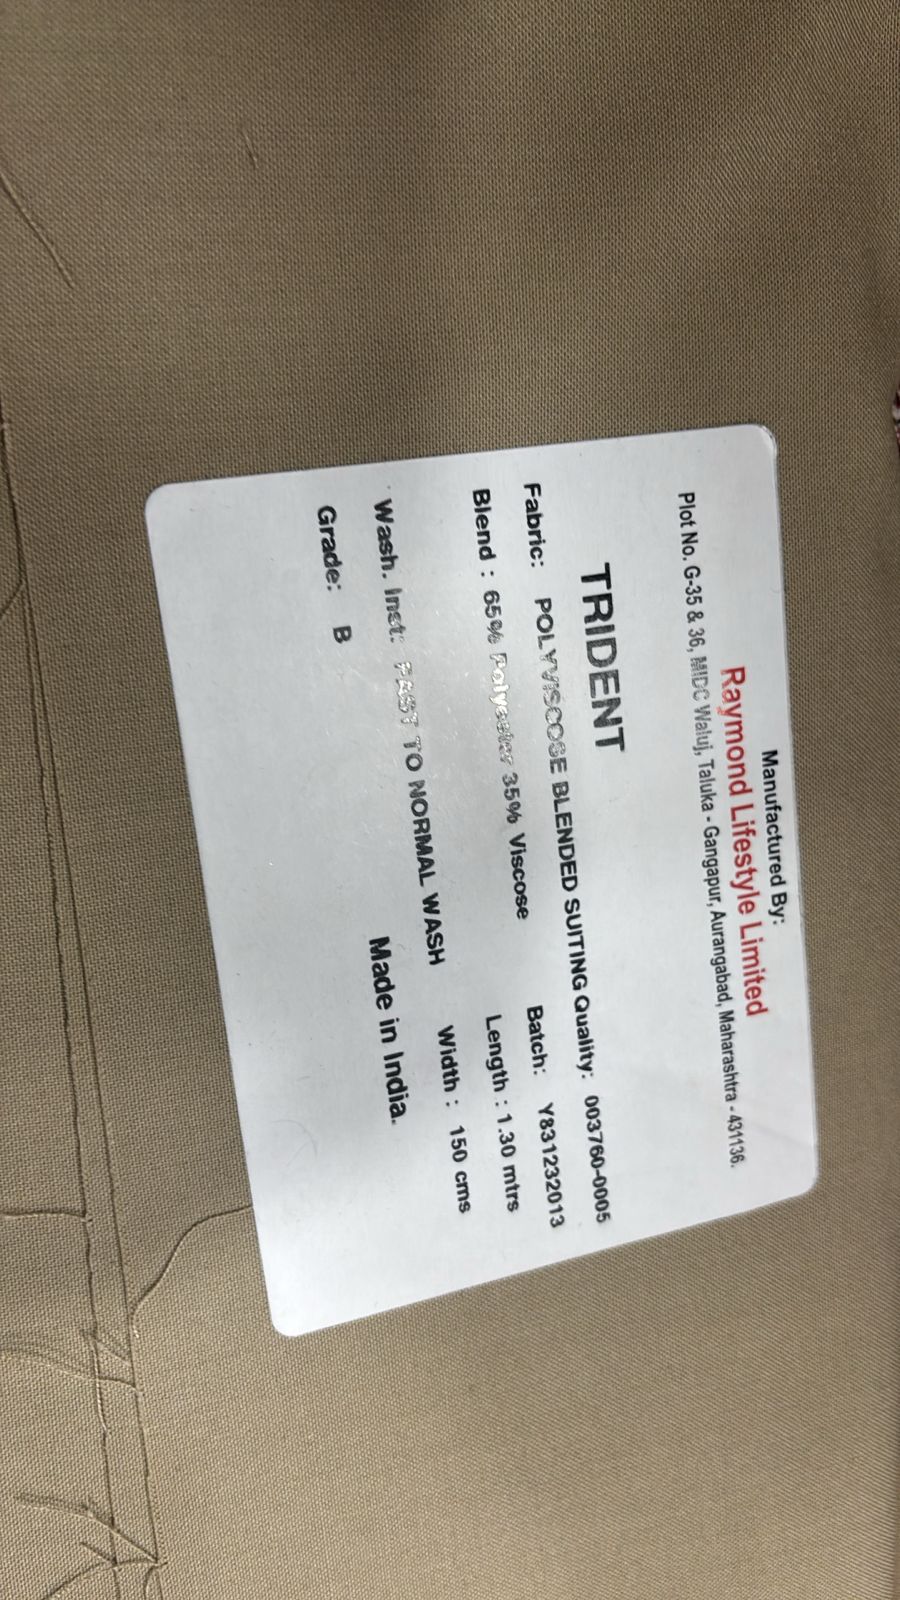 Manufactured By:
Raymond Lifestyle Limited
Plot No. G-35 & 36, MIDC Waluj, Taluka - Gangapur, Aurangabad, Maharashtra - 431136.
TRIDENT
Fabric: POLYVISCOSE BLENDED SUITING Quality: 003760-0005
Blend : 65% Polyester 35% Viscose Batch: Y831232013
Length : 1.30 mtrs
Wash. Inst: FAST TO NORMAL WASH Width : 150 cms
Grade: B Made in India.